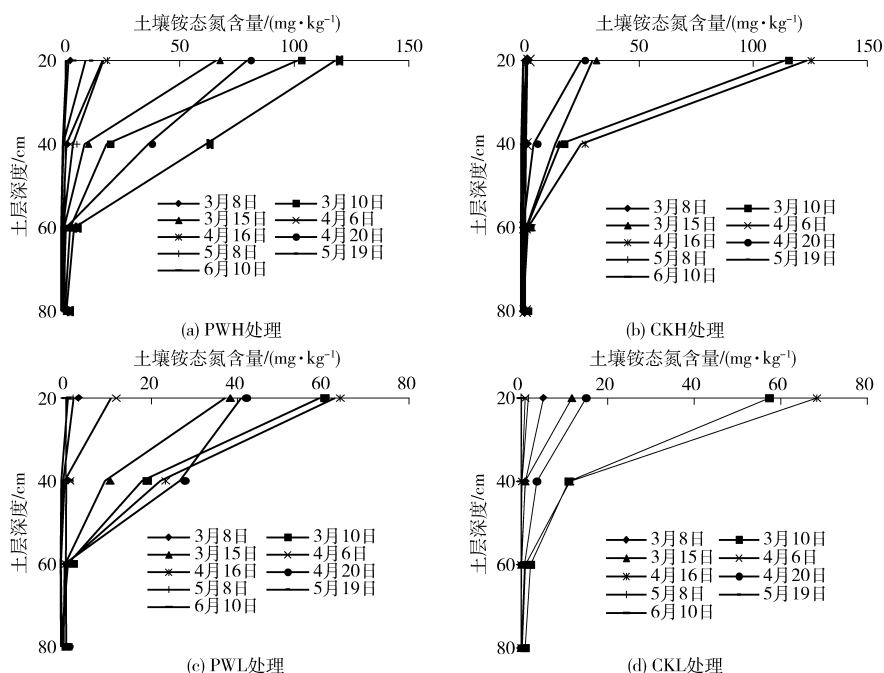 土壤铵态氮含量/(mg·kg⁻¹)
0 50 100 150
20
40
60
80
土层深度/cm
3月8日 3月10日
3月15日 4月6日
4月16日 4月20日
5月8日 5月19日
6月10日
(a) PWH处理
土壤铵态氮含量/(mg·kg⁻¹)
0 50 100 150
20
40
60
80
土层深度/cm
3月8日 3月10日
3月15日 4月6日
4月16日 4月20日
5月8日 5月19日
6月10日
(b) CKH处理
土壤铵态氮含量/(mg·kg⁻¹)
0 20 40 60 80
20
40
60
80
土层深度/cm
3月8日 3月10日
3月15日 4月6日
4月16日 4月20日
5月8日 5月19日
6月10日
(c) PWL处理
土壤铵态氮含量/(mg·kg⁻¹)
0 20 40 60 80
20
40
60
80
土层深度/cm
3月8日 3月10日
3月15日 4月6日
4月16日 4月20日
5月8日 5月19日
6月10日
(d) CKL处理